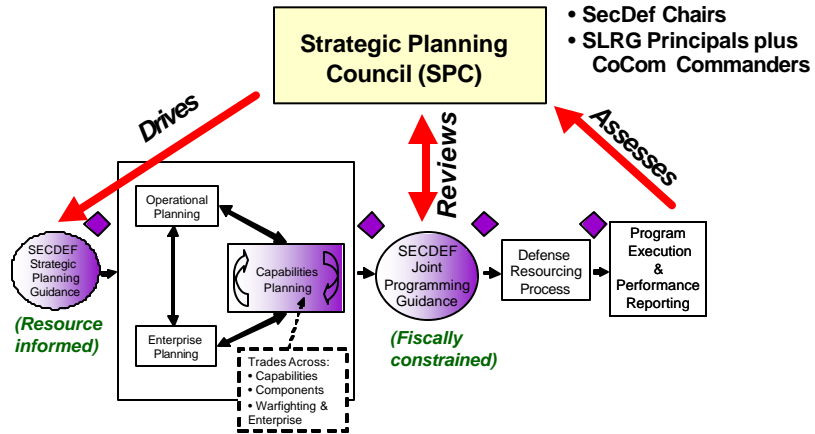 Strategic Planning
Council (SPC)
• SecDef Chairs
• SLRG Principals plus
CoCom Commanders
Drives
Reviews
Assesses
SECDEF
Strategic
Planning
Guidance
(Resource
informed)
Operational
Planning
Capabilities
Planning
Enterprise
Planning
Trades Across:
• Capabilities
• Components
• Warfighting &
Enterprise
SECDEF
Joint
Programming
Guidance
(Fiscally
constrained)
Defense
Resourcing
Process
Program
Execution
&
Performance
Reporting